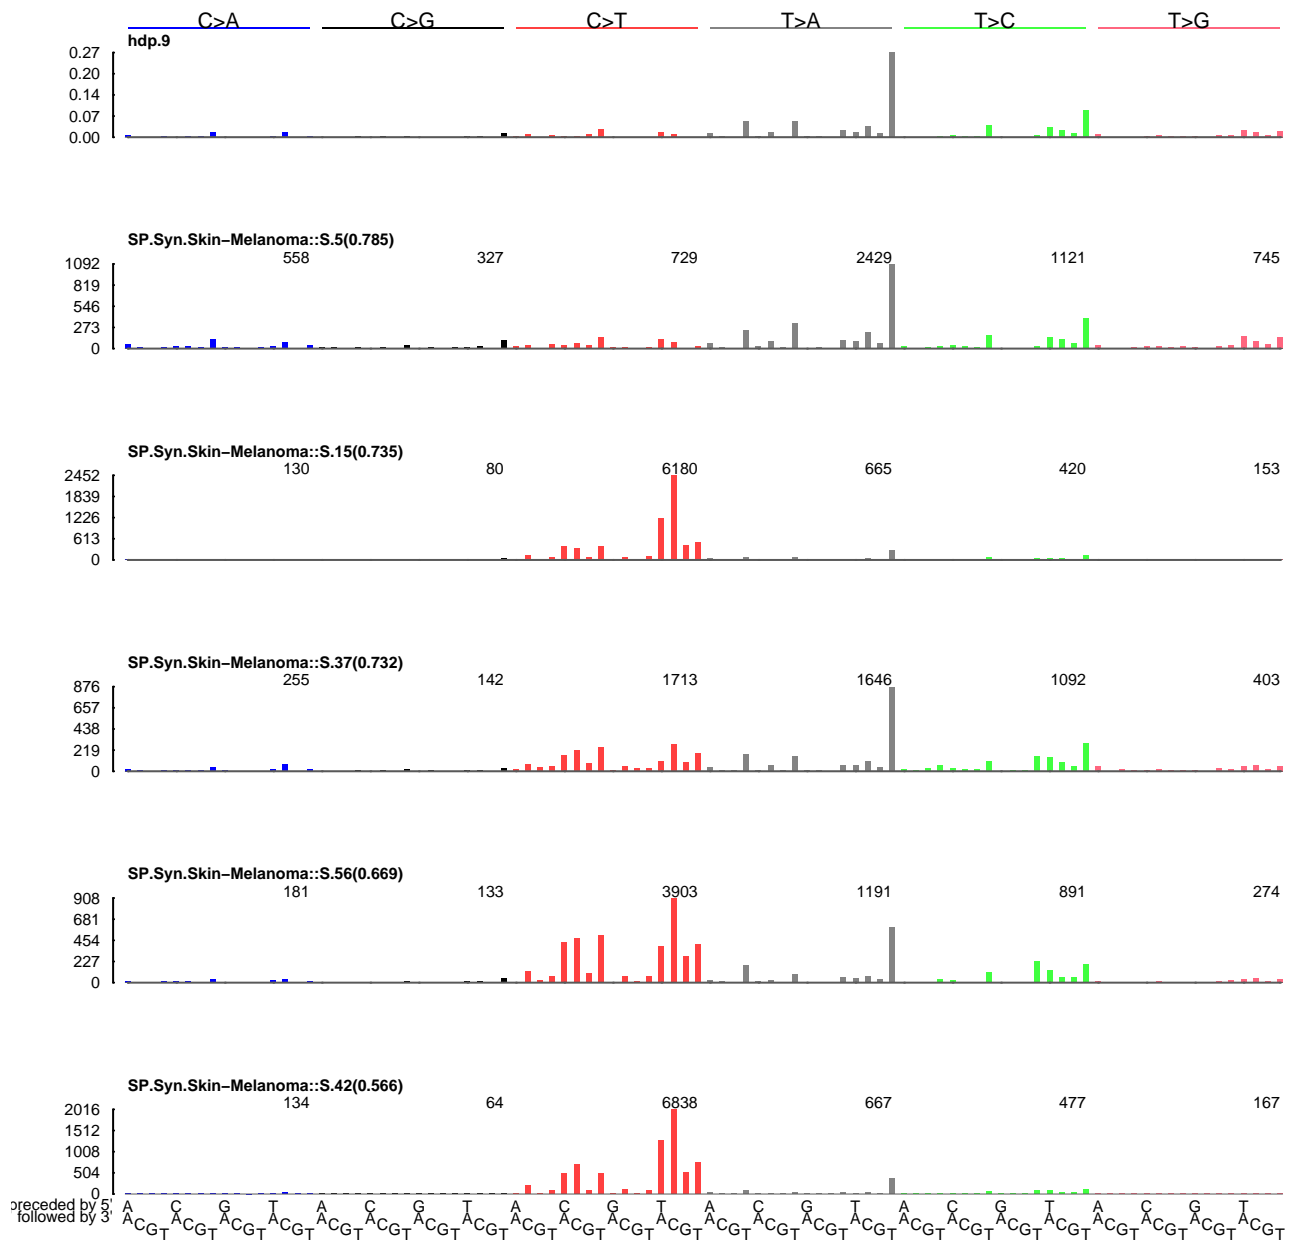 C>A C>G C>T T>A T>C T>G
hdp.9
0.27
0.20
0.14
0.07
0.00
SP.Syn.Skin−Melanoma::S.5(0.785)
558 327 729 2429 1121 745
1092
819
546
273
0
SP.Syn.Skin−Melanoma::S.15(0.735)
130 80 6180 665 420 153
2452
1839
1226
613
0
SP.Syn.Skin−Melanoma::S.37(0.732)
255 142 1713 1646 1092 403
876
657
438
219
0
SP.Syn.Skin−Melanoma::S.56(0.669)
181 133 3903 1191 891 274
908
681
454
227
0
SP.Syn.Skin−Melanoma::S.42(0.566)
134 64 6838 667 477 167
2016
1512
1008
504
0
preceded by 5' A C G T A C G T A C G T A C G T A C G T A C G T
followed by 3' A C G T A C G T A C G T A C G T A C G T A C G T A C G T A C G T A C G T A C G T A C G T A C G T A C G T A C G T A C G T A C G T A C G T A C G T A C G T A C G T A C G T A C G T A C G T A C G T